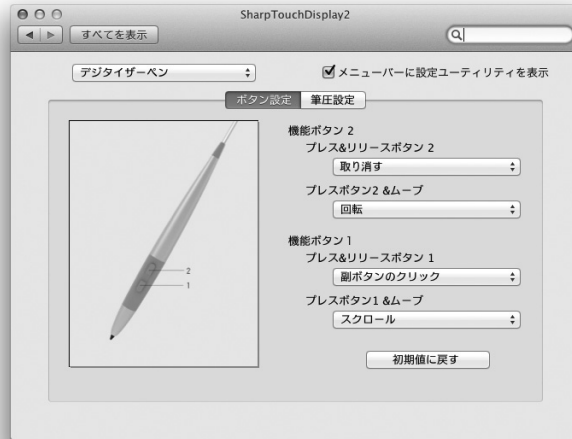 SharpTouchDisplay2
すべてを表示
デジタイザーペン
メニューバーに設定ユーティリティを表示
ボタン設定 筆圧設定
機能ボタン 2
プレス&リリースボタン 2
取り消す
プレスボタン2 &ムーブ
回転
機能ボタン 1
プレス&リリースボタン 1
副ボタンのクリック
プレスボタン1 &ムーブ
スクロール
2
1
初期値に戻す